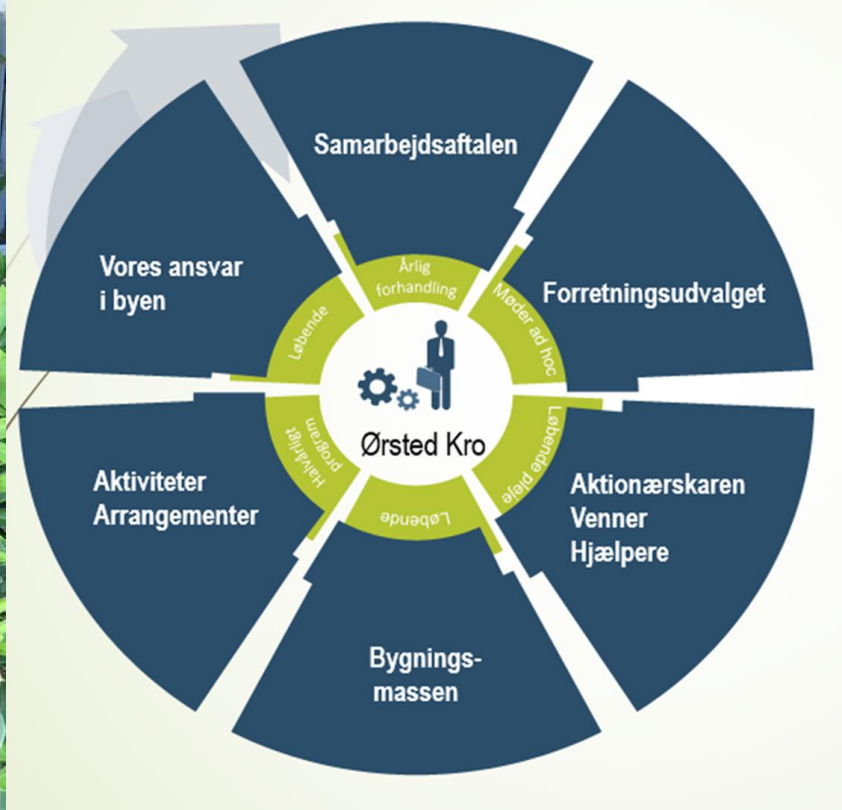 Samarbejdsaftalen
Årlig
forhandling
Forretningsudvalget
Møder ad hoc
Aktionærskaren
Venner
Hjælpere
Løbende pleje
Bygnings-
massen
Løbende
Aktiviteter
Arrangementer
Halvårligt
program
Vores ansvar
i byen
Løbende
Ørsted Kro